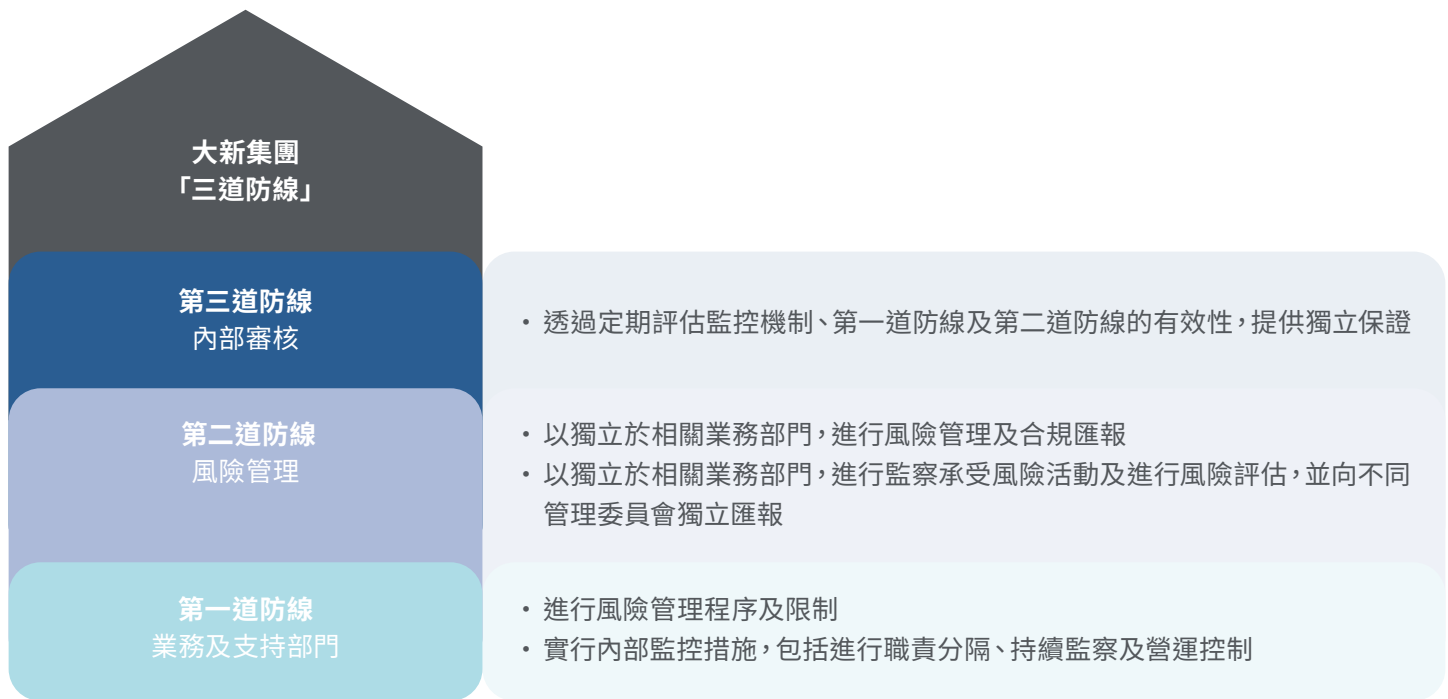 大新集團
「三道防線」
第三道防線
內部審核
• 透過定期評估監控機制、第一道防線及第二道防線的有效性，提供獨立保證
第二道防線
風險管理
• 以獨立於相關業務部門，進行風險管理及合規匯報
• 以獨立於相關業務部門，進行監察承受風險活動及進行風險評估，並向不同
管理委員會獨立匯報
第一道防線
業務及支持部門
• 進行風險管理程序及限制
• 實行內部監控措施，包括進行職責分隔、持續監察及營運控制